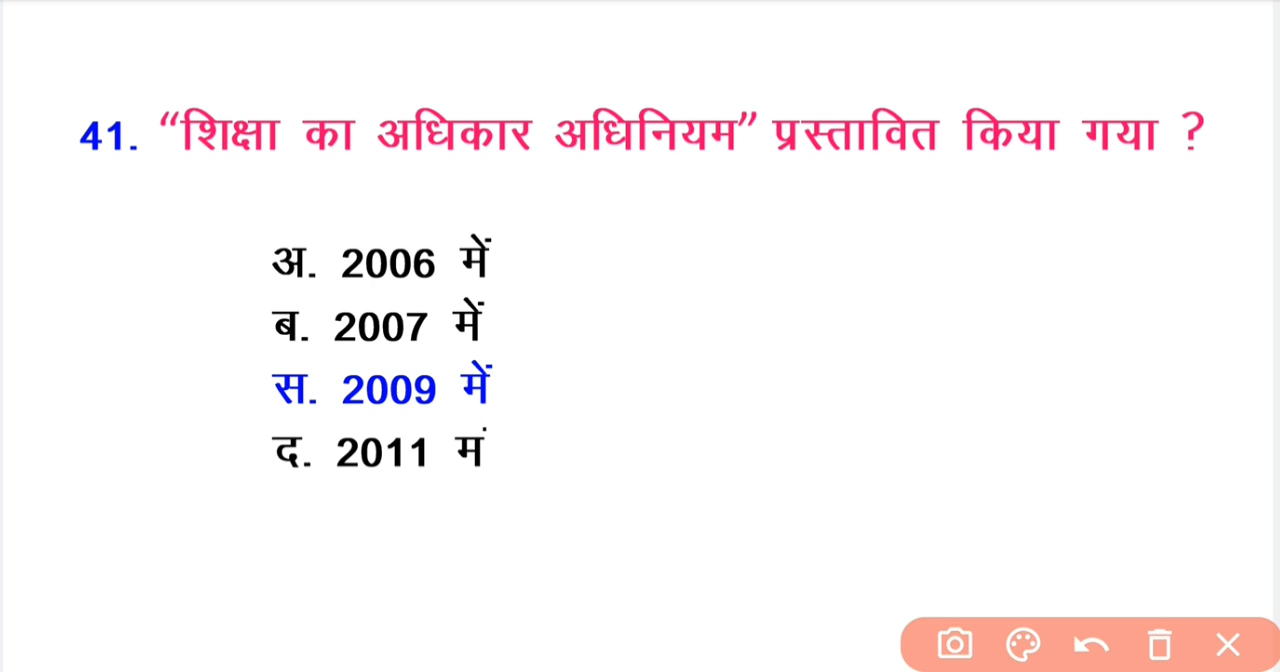 41. “शिक्षा का अधिकार अधिनियम” प्रस्तावित किया गया ?
अ. 2006 में
ब. 2007 में
स. 2009 में
द. 2011 मं